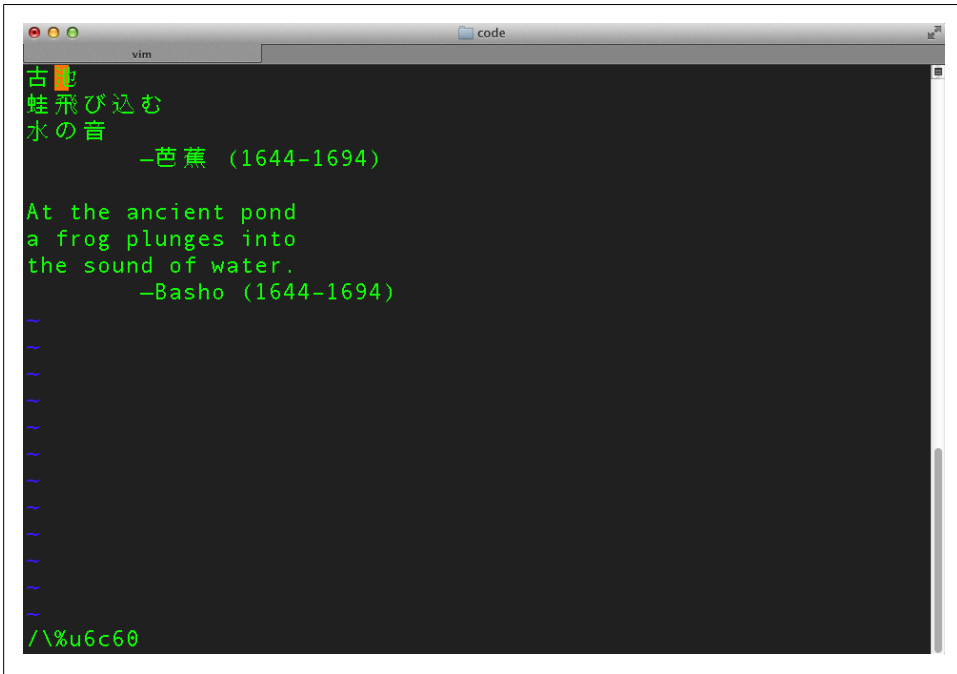 code
vim
古池
蛙飛び込む
水の音
—芭蕉 (1644–1694)
At the ancient pond
a frog plunges into
the sound of water.
—Basho (1644–1694)
~
~
~
~
~
~
~
~
~
~
~
~
/\%u6c60